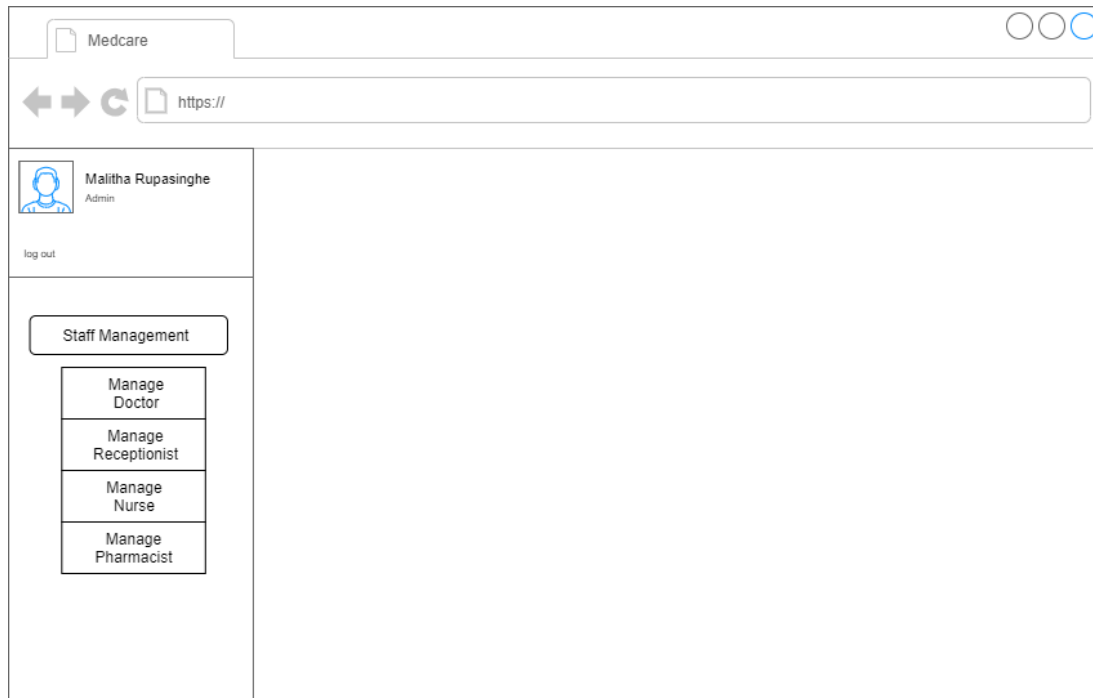 Medcare
https://
Malitha Rupasinghe
Admin
log out
Staff Management
Manage
Doctor
Manage
Receptionist
Manage
Nurse
Manage
Pharmacist